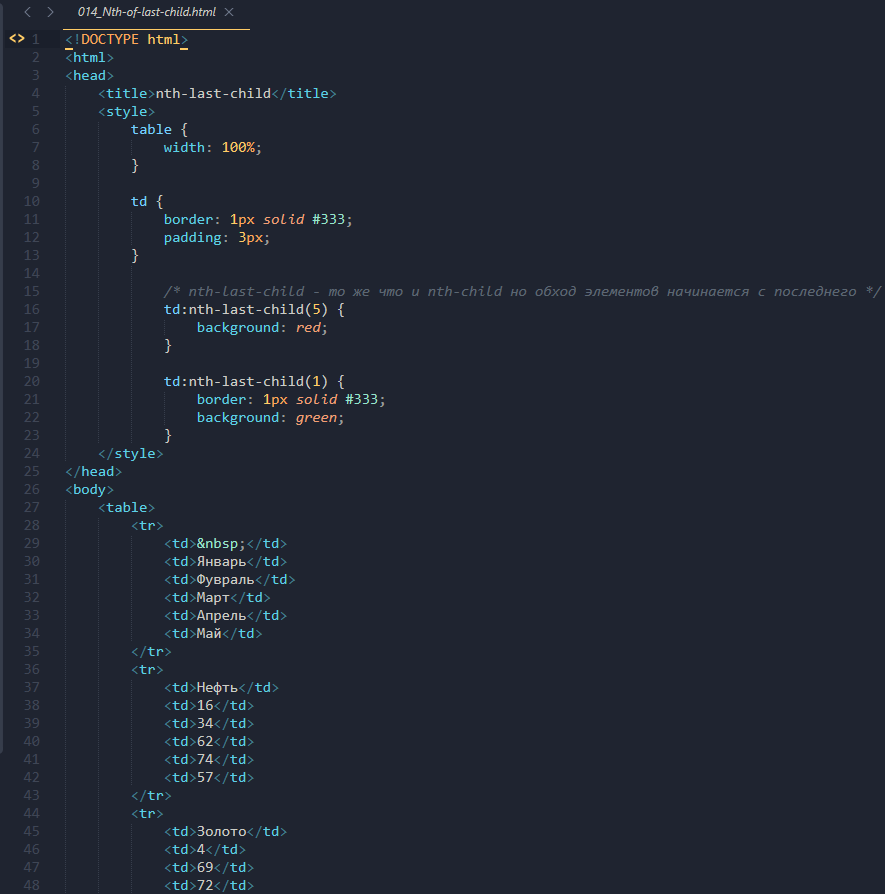 014_Nth-of-last-child.html
1 <!DOCTYPE html>
2 <html>
3 <head>
4 <title>nth-last-child</title>
5 <style>
6 table {
7 width: 100%;
8 }
9
10 td {
11 border: 1px solid #333;
12 padding: 3px;
13 }
14
15 /* nth-last-child - то же что и nth-child но обход элементов начинается с последнего */
16 td:nth-last-child(5) {
17 background: red;
18 }
19
20 td:nth-last-child(1) {
21 border: 1px solid #333;
22 background: green;
23 }
24 </style>
25 </head>
26 <body>
27 <table>
28 <tr>
29 <td>&nbsp;</td>
30 <td>Январь</td>
31 <td>Фувраль</td>
32 <td>Март</td>
33 <td>Апрель</td>
34 <td>Май</td>
35 </tr>
36 <tr>
37 <td>Нефть</td>
38 <td>16</td>
39 <td>34</td>
40 <td>62</td>
41 <td>74</td>
42 <td>57</td>
43 </tr>
44 <tr>
45 <td>Золото</td>
46 <td>4</td>
47 <td>69</td>
48 <td>72</td>